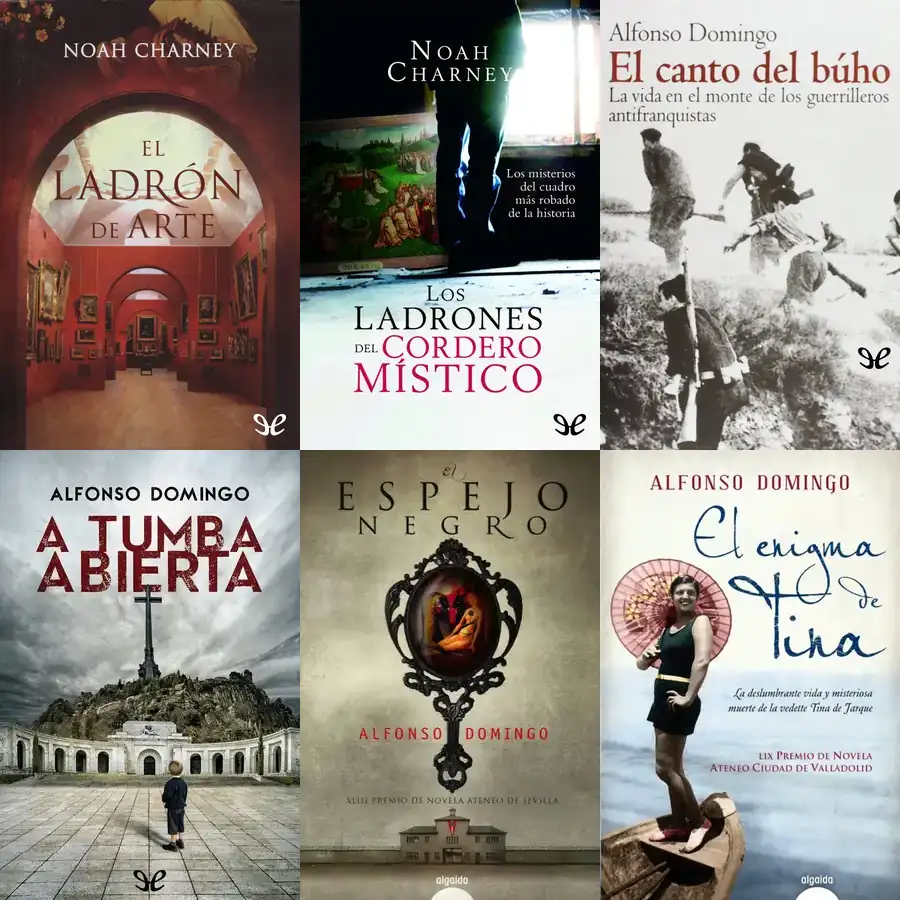 NOAH CHARNEY
EL
LADRÓN
DE ARTE
NOAH
CHARNEY
Los misterios
del cuadro
más robado
de la historia
LOS
LADRONES
DEL CORDERO
MÍSTICO
Alfonso Domingo
El canto del búho
La vida en el monte de los guerrilleros
antifranquistas
ALFONSO DOMINGO
A TUMBA
ABIERTA
el
ESPEJO
NEGRO
ALFONSO DOMINGO
XLIII PREMIO DE NOVELA ATENEO DE SEVILLA
algaida
ALFONSO DOMINGO
El enigma
de
Tina
La deslumbrante vida y misteriosa
muerte de la vedette Tina de Jarque
LIX PREMIO DE NOVELA
ATENEO CIUDAD DE VALLADOLID
algaida